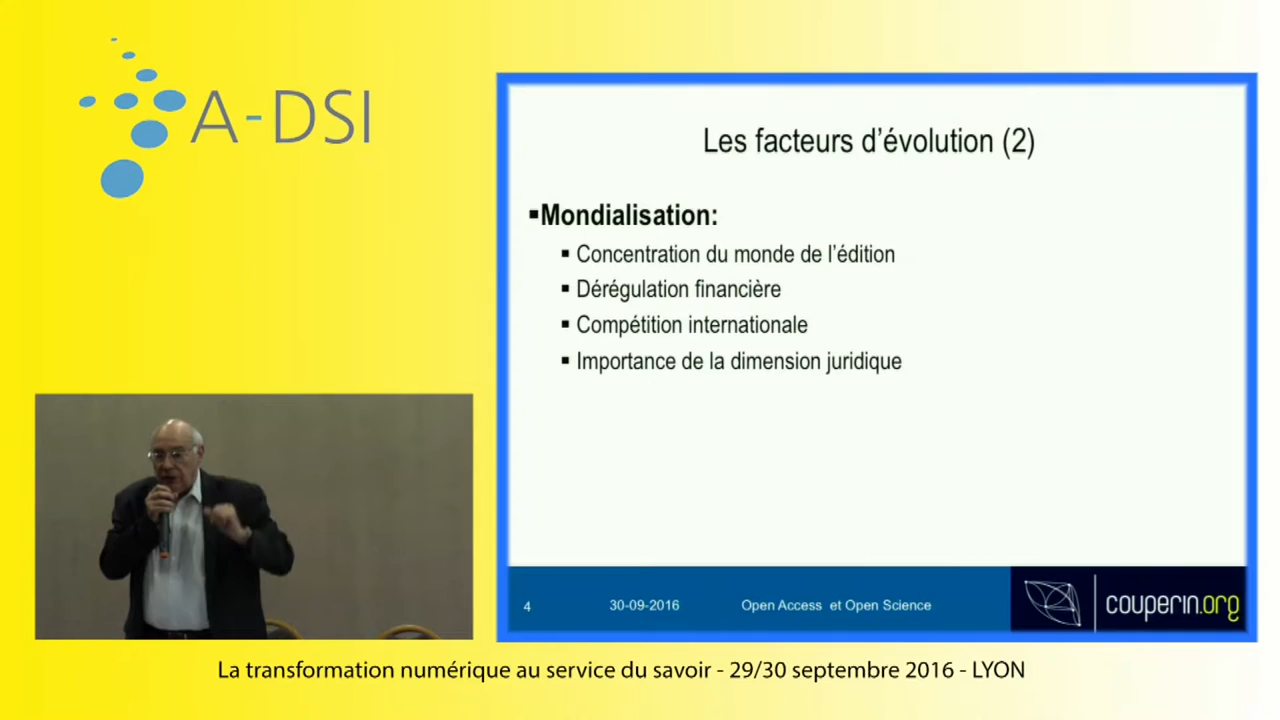 A-DSI
Les facteurs d’évolution (2)
▪Mondialisation:
▪ Concentration du monde de l’édition
▪ Dérégulation financière
▪ Compétition internationale
▪ Importance de la dimension juridique
4 30-09-2016 Open Access et Open Science
couperin.org
La transformation numérique au service du savoir - 29/30 septembre 2016 - LYON